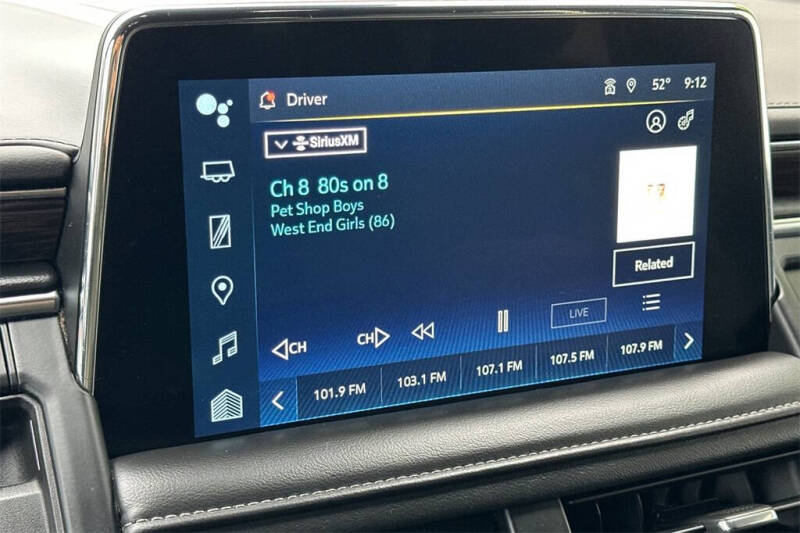 Driver
52° 9:12
SiriusXM
Ch 8 80s on 8
Pet Shop Boys
West End Girls (86)
Related
CH
CH
LIVE
101.9 FM
103.1 FM
107.1 FM
107.5 FM
107.9 FM